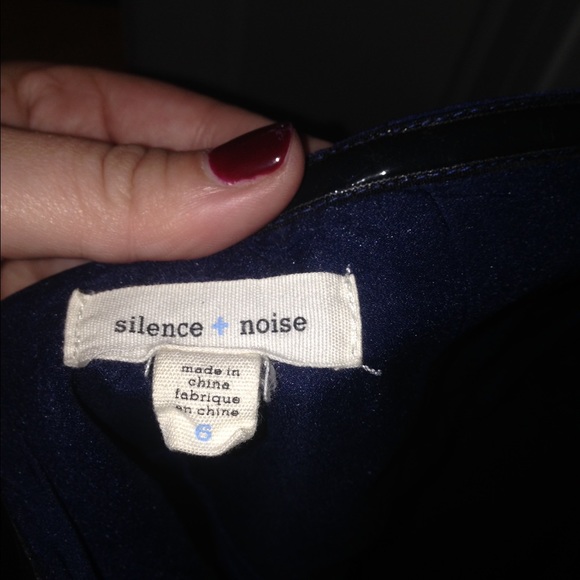 silence + noise
made in
china
fabrique
en chine
6